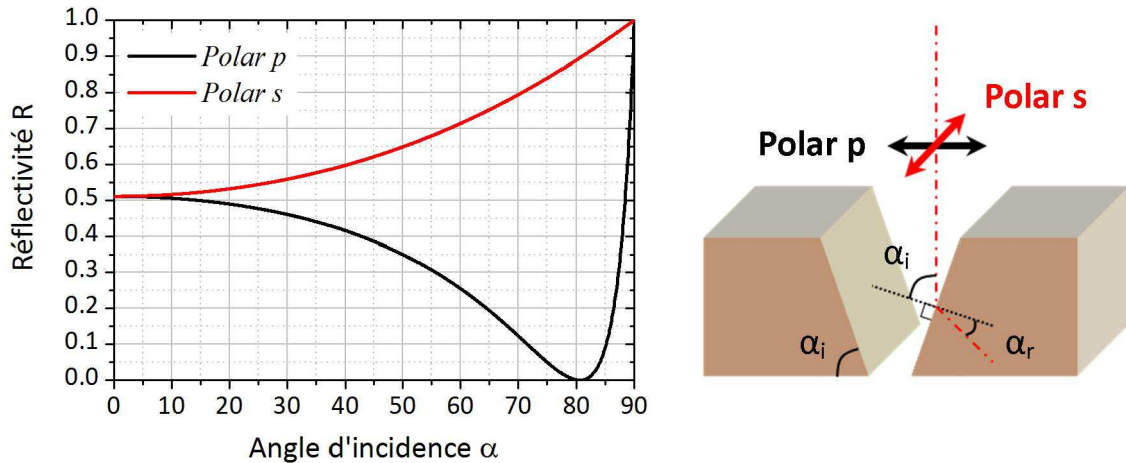 Réflectivité R
1.0
0.9
0.8
0.7
0.6
0.5
0.4
0.3
0.2
0.1
0.0
Polar p
Polar s
0 10 20 30 40 50 60 70 80 90
Angle d'incidence α
Polar s
Polar p
αi
αi
αr